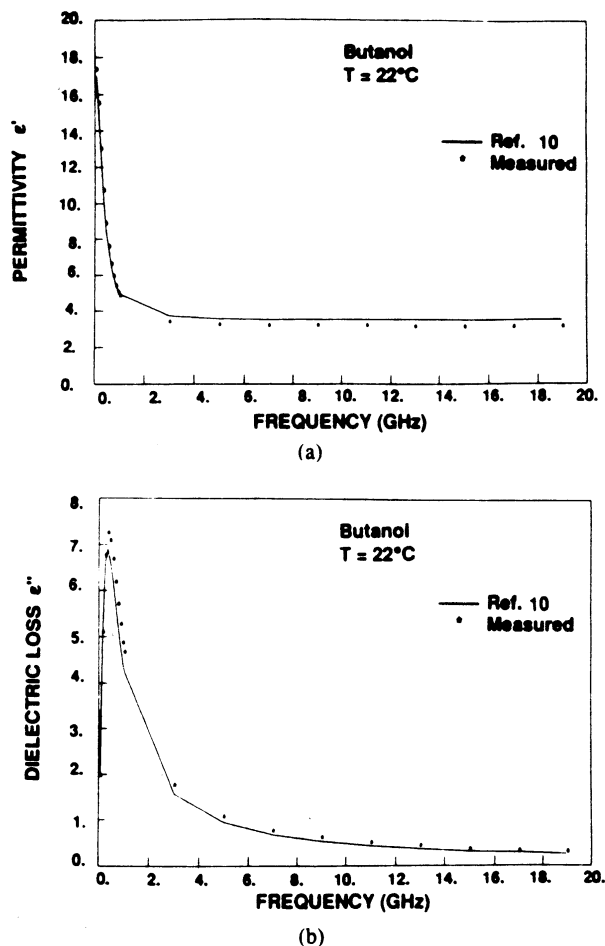 20.
18.
16.
14.
12.
10.
8.
6.
4.
2.
0.
PERMITTIVITY ε'
Butanol
T = 22°C
Ref. 10
Measured
0. 2. 4. 6. 8. 10. 12. 14. 16. 18. 20.
FREQUENCY (GHz)
(a)
8.
7.
6.
5.
4.
3.
2.
1.
0.
DIELECTRIC LOSS ε"
Butanol
T = 22°C
Ref. 10
Measured
0. 2. 4. 6. 8. 10. 12. 14. 16. 18. 20.
FREQUENCY (GHz)
(b)